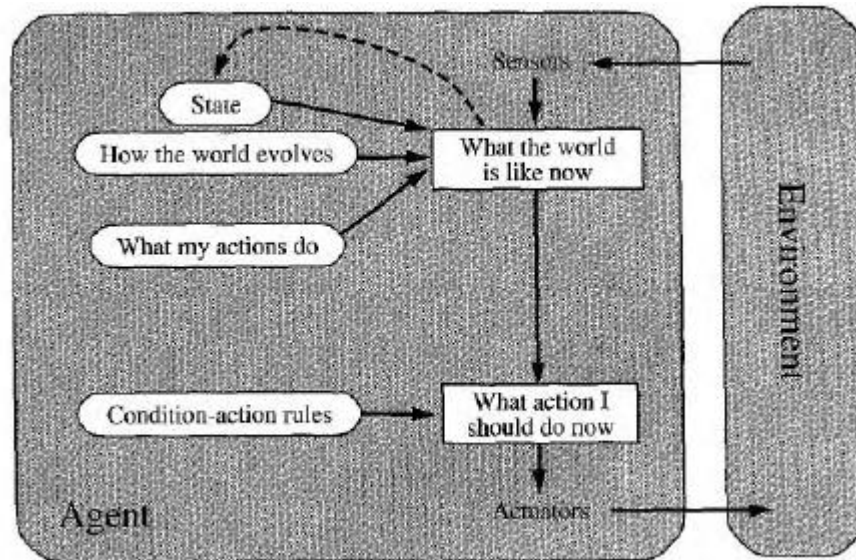 Sensors
State
How the world evolves
What the world
is like now
What my actions do
Environment
Condition-action rules
What action I
should do now
Agent
Actuators